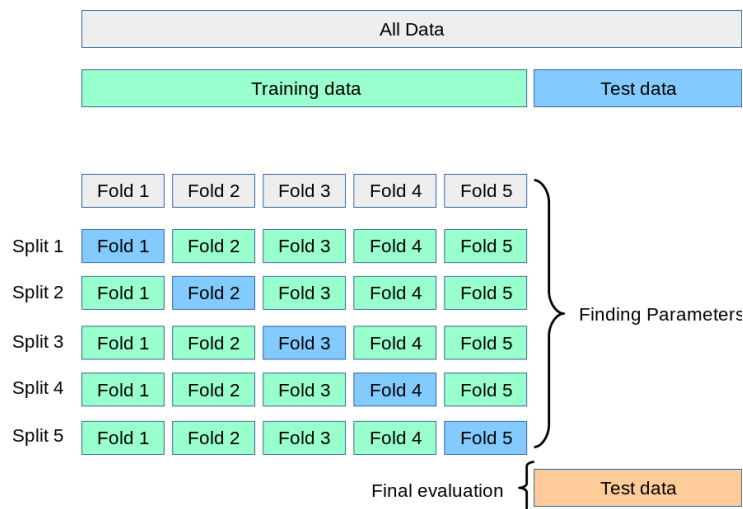 All Data
Training data Test data
Fold 1 Fold 2 Fold 3 Fold 4 Fold 5
Split 1 Fold 1 Fold 2 Fold 3 Fold 4 Fold 5
Split 2 Fold 1 Fold 2 Fold 3 Fold 4 Fold 5
Finding Parameters
Split 3 Fold 1 Fold 2 Fold 3 Fold 4 Fold 5
Split 4 Fold 1 Fold 2 Fold 3 Fold 4 Fold 5
Split 5 Fold 1 Fold 2 Fold 3 Fold 4 Fold 5
Final evaluation Test data